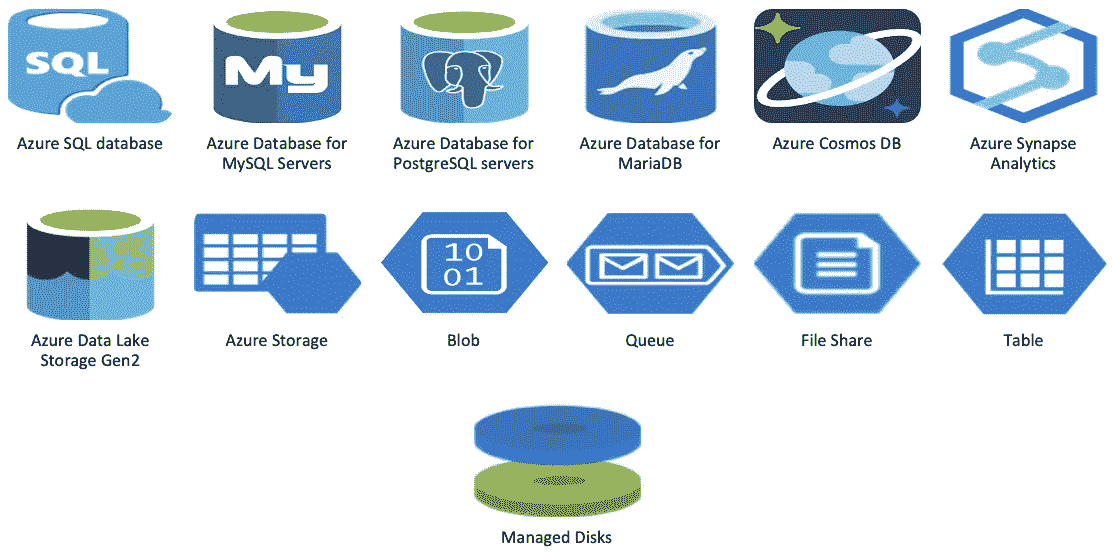 SQL
My
Azure SQL database
Azure Database for
MySQL Servers
Azure Database for
PostgreSQL servers
Azure Database for
MariaDB
Azure Cosmos DB
Azure Synapse
Analytics
10
01
Azure Data Lake
Storage Gen2
Azure Storage
Blob
Queue
File Share
Table
Managed Disks